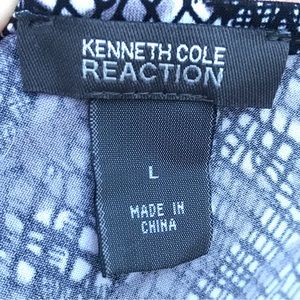 KENNETH COLE
REACTION
L
MADE IN
CHINA